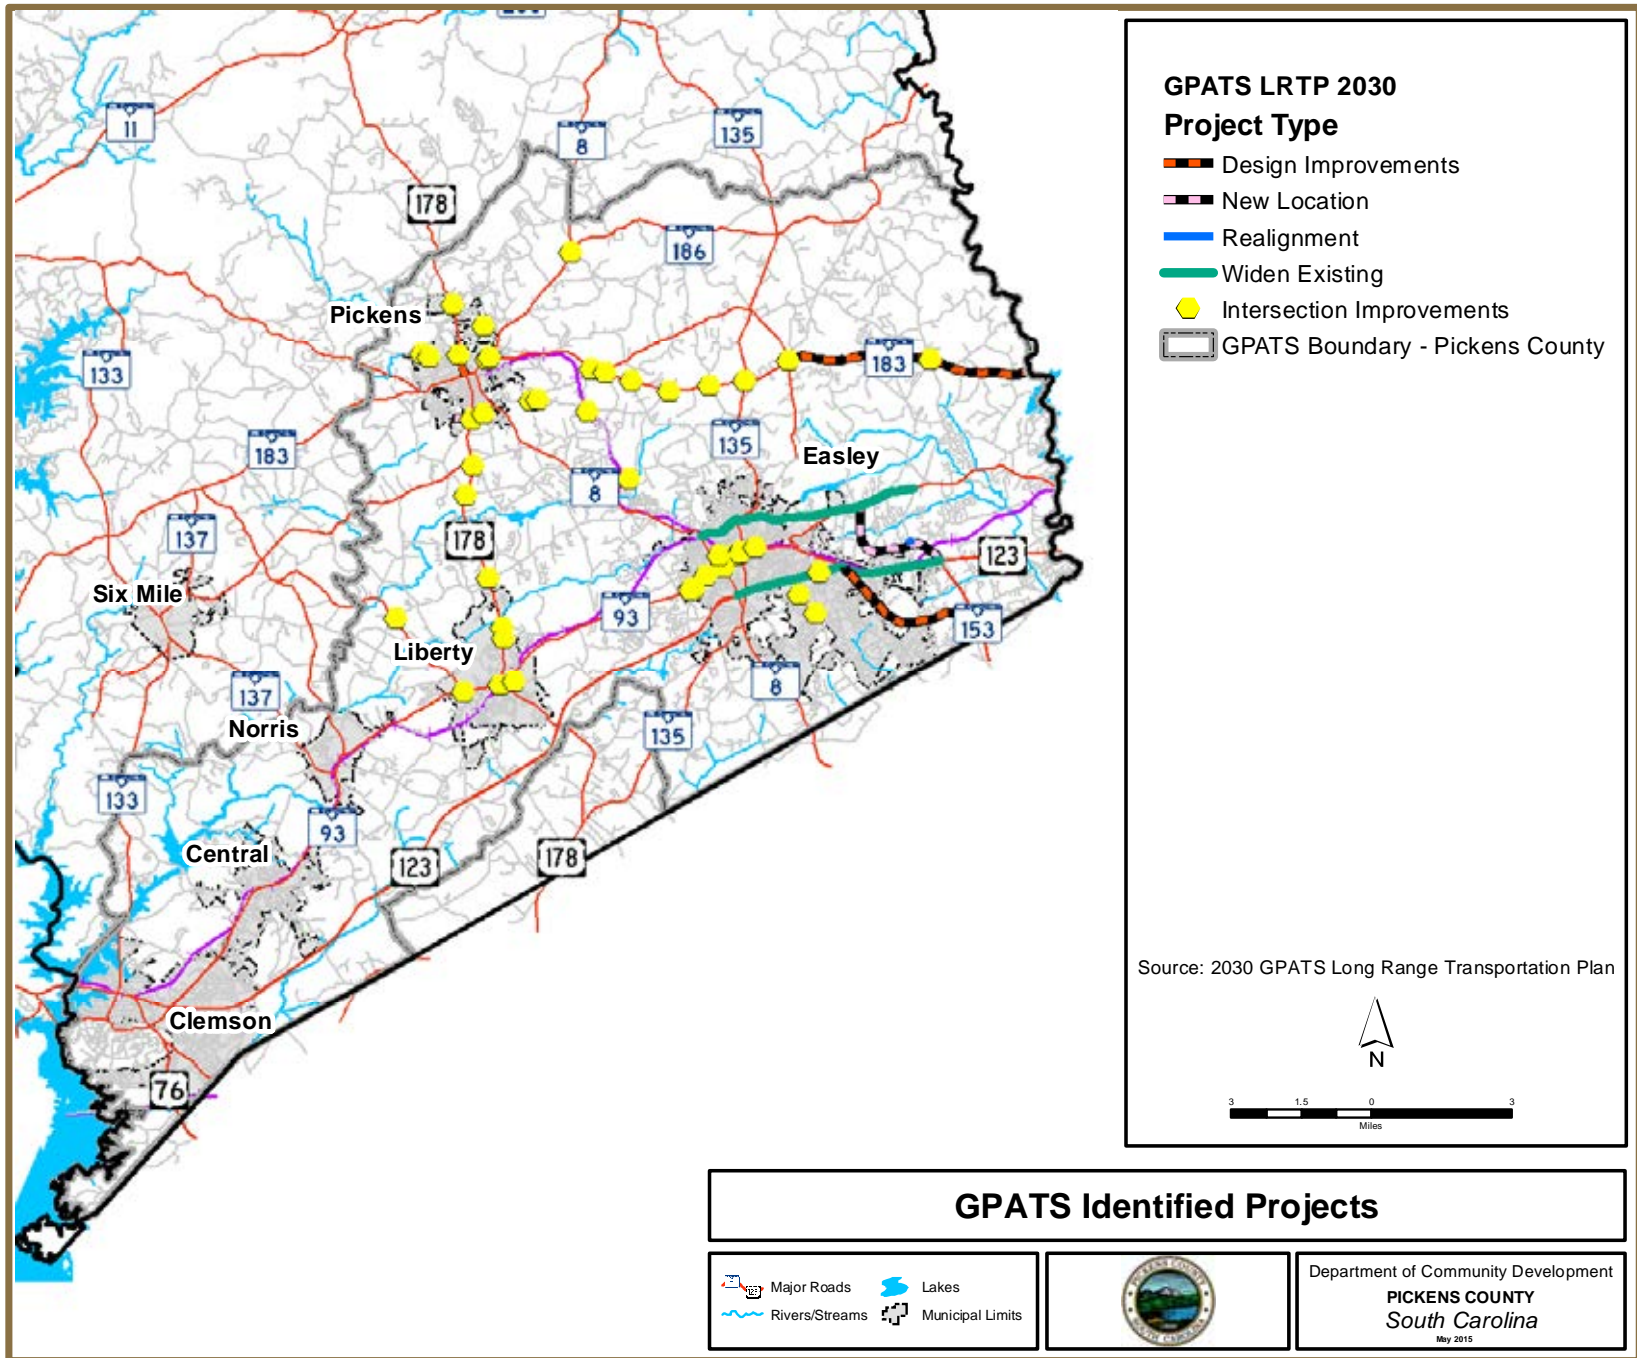 11
8
135
178
186
Pickens
133
183
183
135
Easley
8
137
178
123
Six Mile
93
153
Liberty
137
8
Norris
135
133
93
Central
123
178
Clemson
76
GPATS LRTP 2030
Project Type
Design Improvements
New Location
Realignment
Widen Existing
Intersection Improvements
GPATS Boundary - Pickens County
Source: 2030 GPATS Long Range Transportation Plan
N
3 1.5 0 3
Miles
GPATS Identified Projects
Major Roads
Lakes
Rivers/Streams
Municipal Limits
PICKENS COUNTY
SOUTH CAROLINA
Department of Community Development
PICKENS COUNTY
South Carolina
May 2015